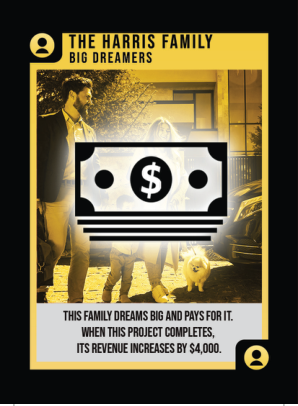 THE HARRIS FAMILY
BIG DREAMERS
$
THIS FAMILY DREAMS BIG AND PAYS FOR IT.
WHEN THIS PROJECT COMPLETES,
ITS REVENUE INCREASES BY $4,000.